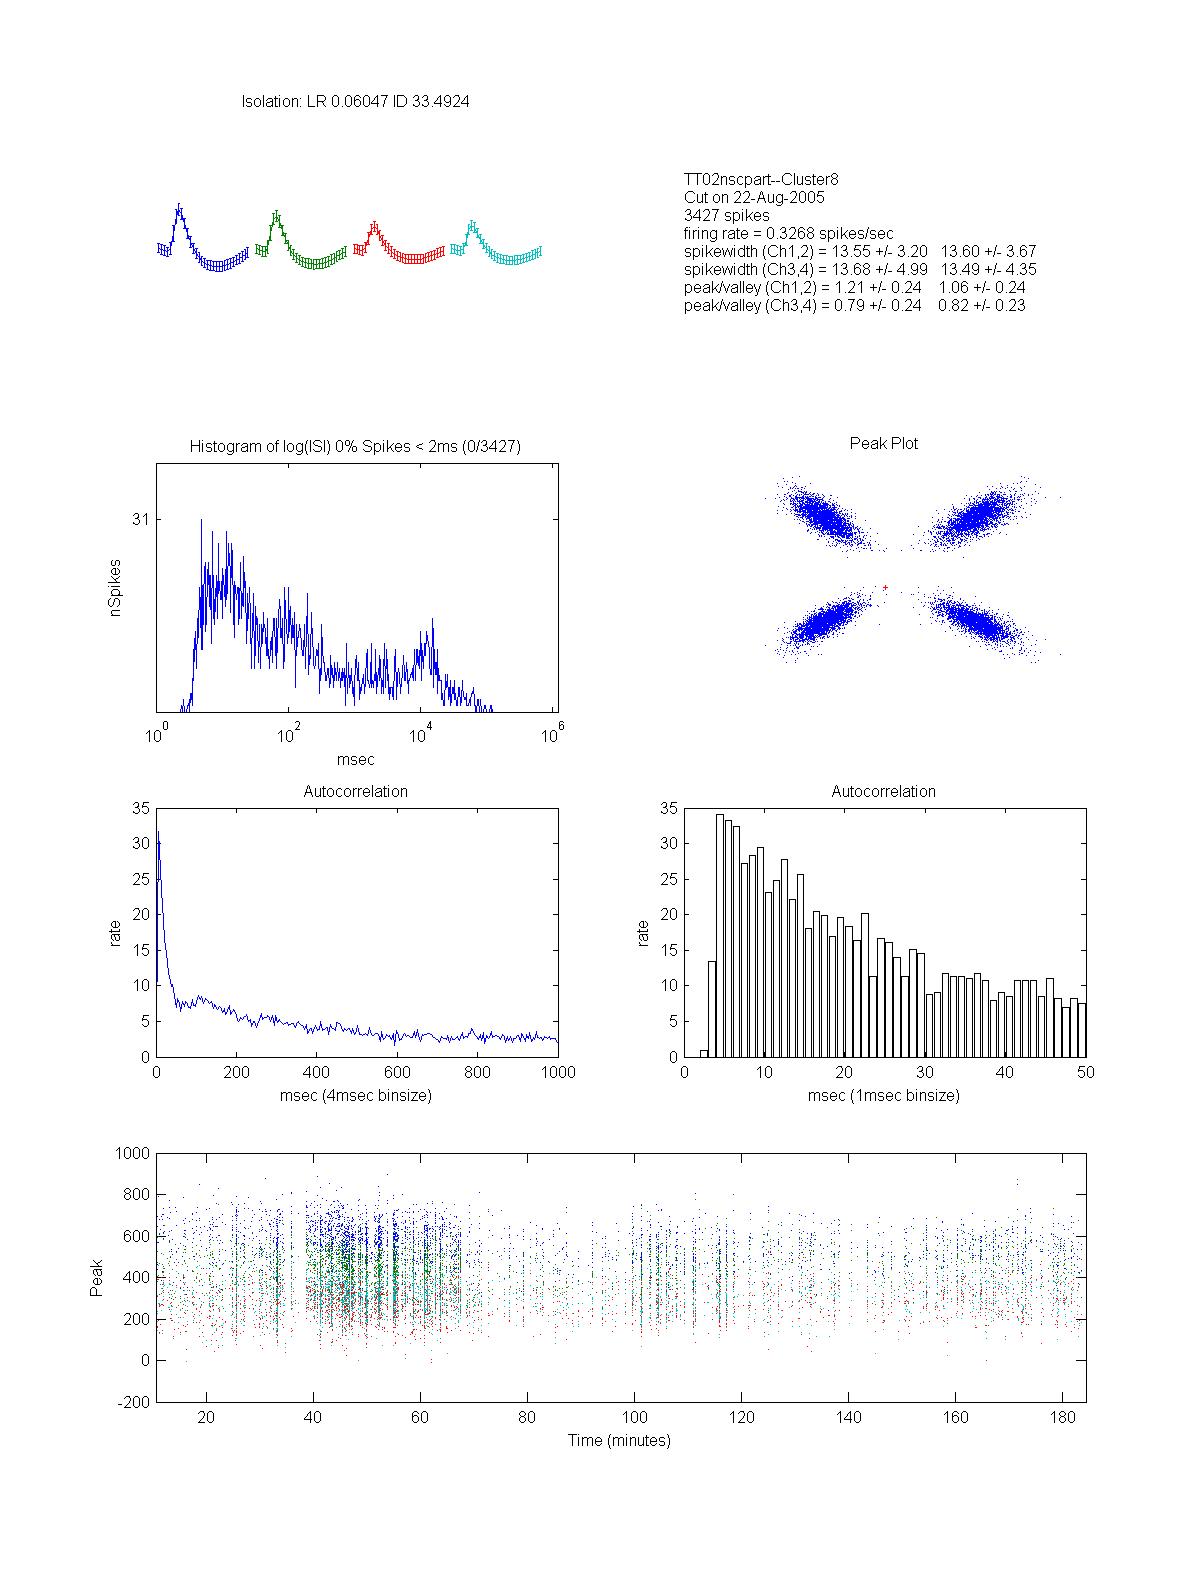 Isolation: LR 0.06047 ID 33.4924
TT02nscpart--Cluster8
Cut on 22-Aug-2005
3427 spikes
firing rate = 0.3268 spikes/sec
spikewidth (Ch1,2) = 13.55 +/- 3.20 13.60 +/- 3.67
spikewidth (Ch3,4) = 13.68 +/- 4.99 13.49 +/- 4.35
peak/valley (Ch1,2) = 1.21 +/- 0.24 1.06 +/- 0.24
peak/valley (Ch3,4) = 0.79 +/- 0.24 0.82 +/- 0.23
Histogram of log(ISI) 0% Spikes < 2ms (0/3427)
31
nSpikes
10^0 10^2 10^4 10^6
msec
Peak Plot
Autocorrelation
35
30
25
20
15
10
5
0
rate
0 200 400 600 800 1000
msec (4msec binsize)
Autocorrelation
35
30
25
20
15
10
5
0
rate
0 10 20 30 40 50
msec (1msec binsize)
1000
800
600
400
200
0
-200
Peak
20 40 60 80 100 120 140 160 180
Time (minutes)